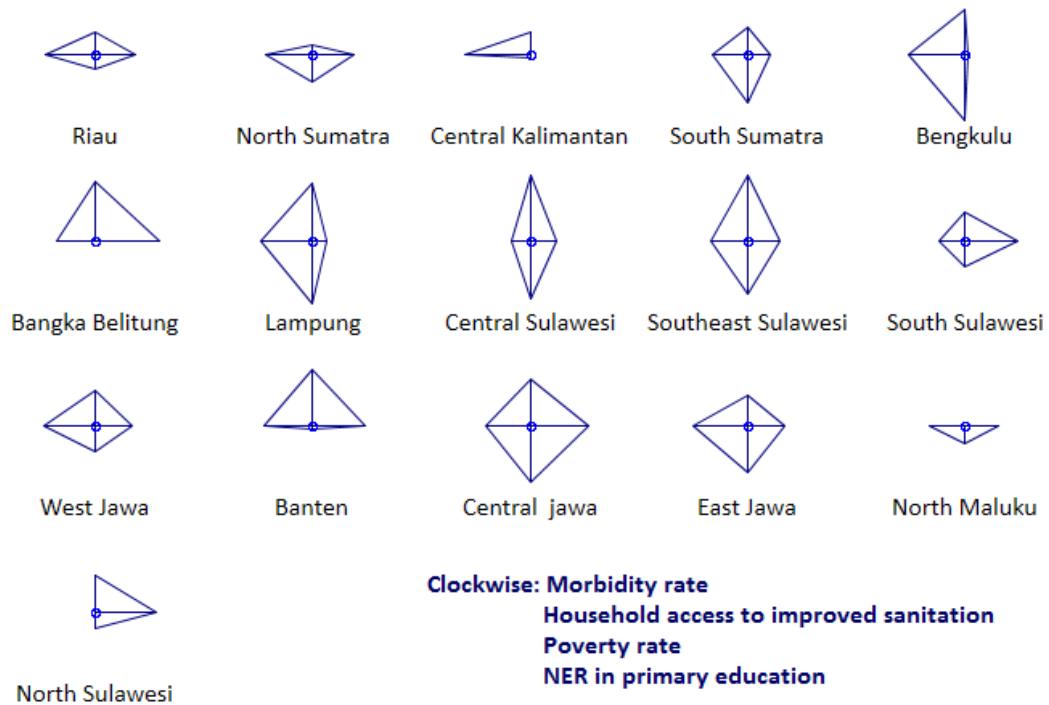 Riau
North Sumatra
Central Kalimantan
South Sumatra
Bengkulu
Bangka Belitung
Lampung
Central Sulawesi
Southeast Sulawesi
South Sulawesi
West Jawa
Banten
Central jawa
East Jawa
North Maluku
North Sulawesi
Clockwise: Morbidity rate
Household access to improved sanitation
Poverty rate
NER in primary education